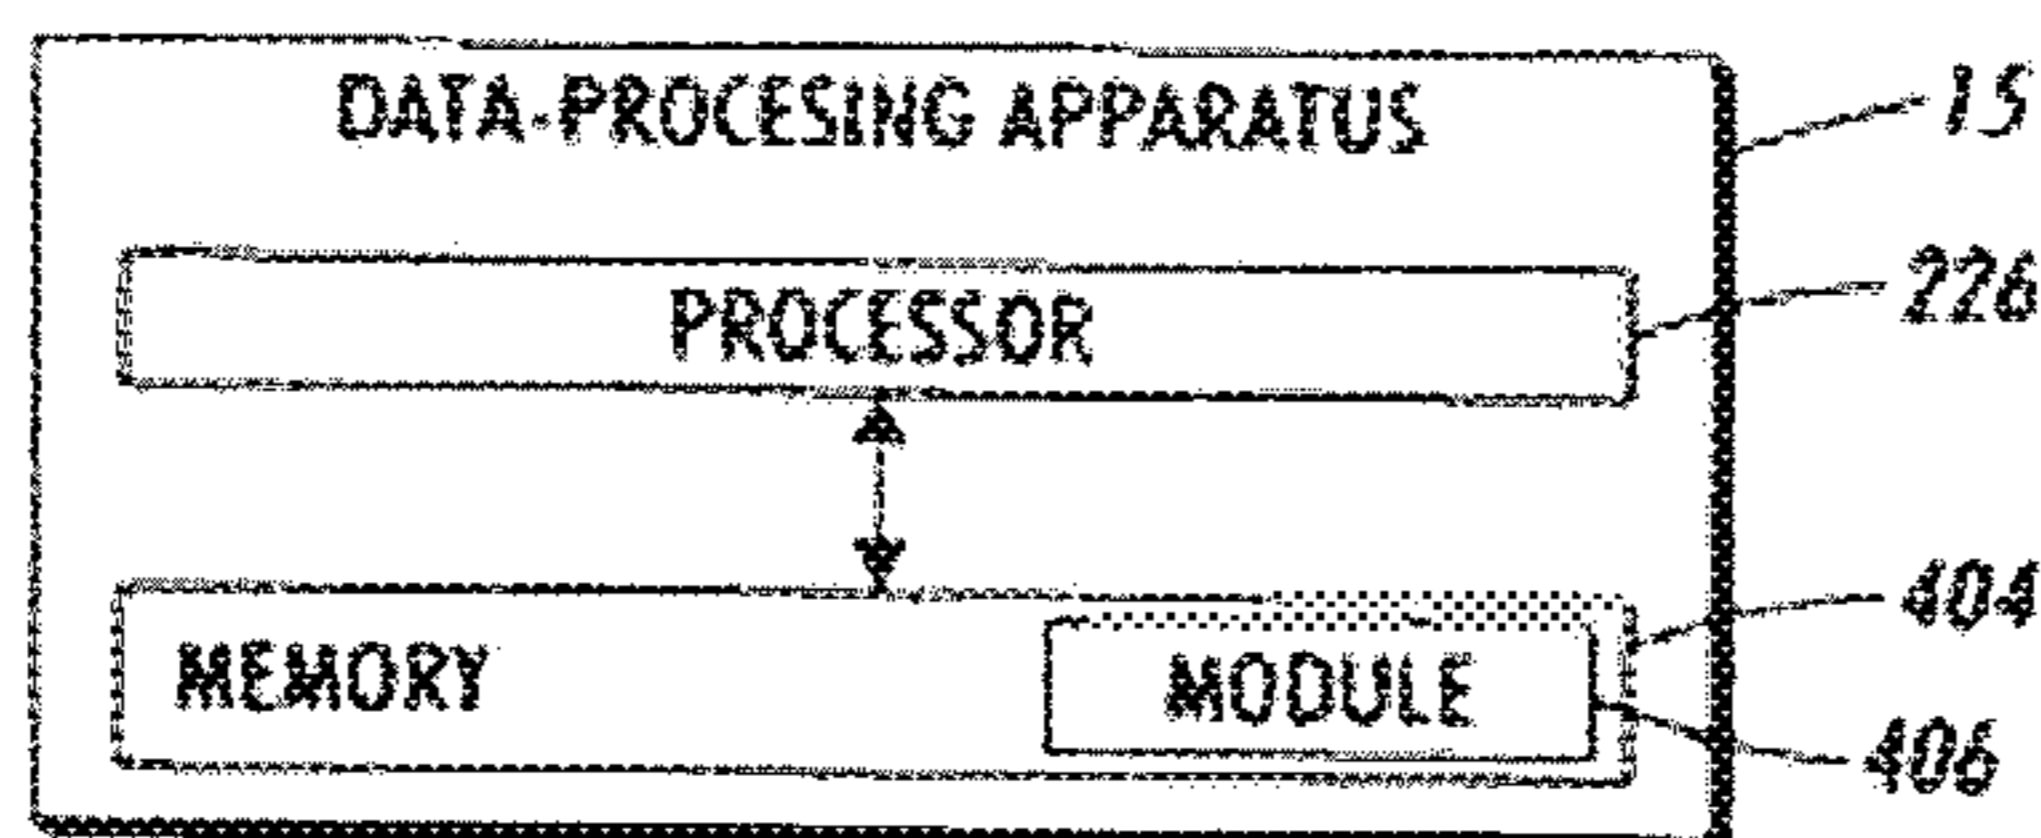 DATA-PROCESING APPARATUS
15
PROCESSOR
226
MEMORY
MODULE
404
406